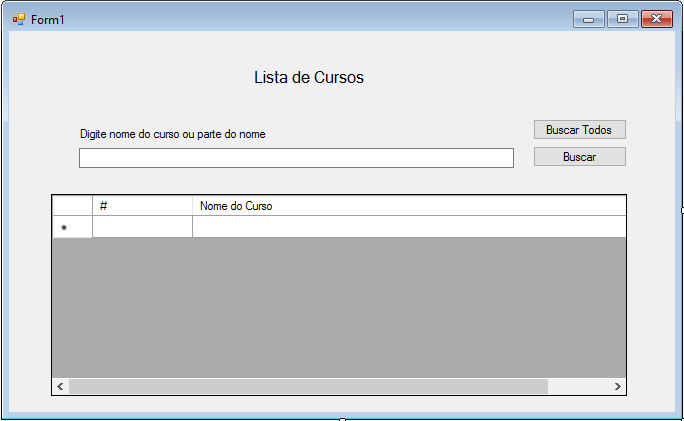 Form1
Lista de Cursos
Digite nome do curso ou parte do nome
Buscar Todos
Buscar
# Nome do Curso
*